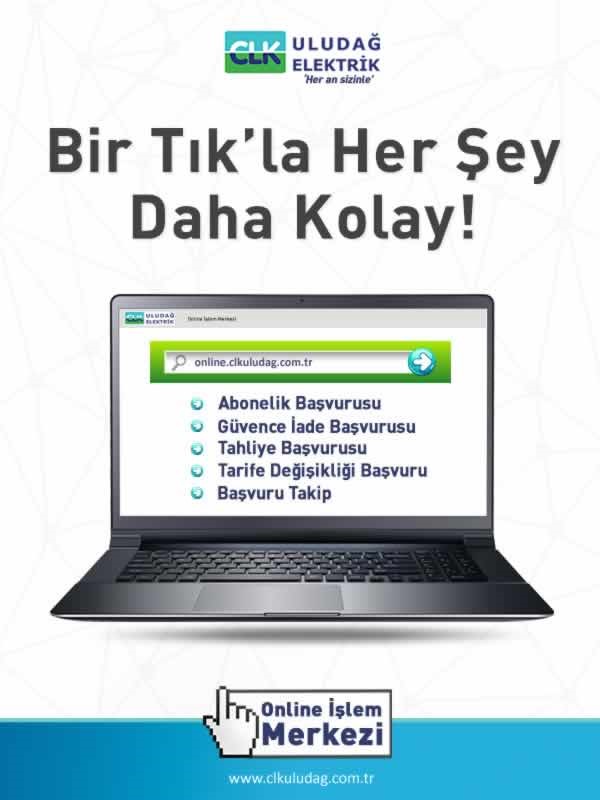 CLK ULUDAĞ
ELEKTRİK
'Her an sizinle'
Bir Tık'la Her Şey
Daha Kolay!
CLK ULUDAĞ
ELEKTRİK
Online İşlem Merkezi
online.clkuludag.com.tr
Abonelik Başvurusu
Güvence İade Başvurusu
Tahliye Başvurusu
Tarife Değişikliği Başvuru
Başvuru Takip
Online İşlem
Merkezi
www.clkuludag.com.tr